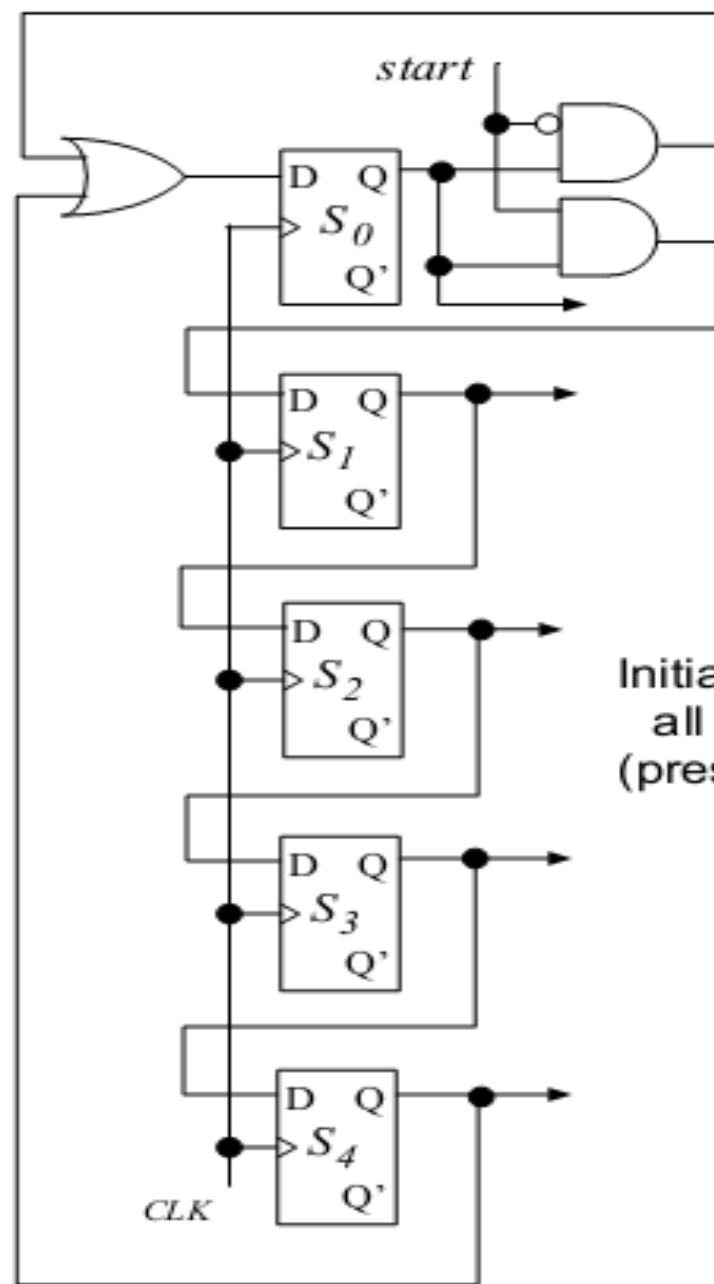 start
D Q
S0
Q'
D Q
S1
Q'
D Q
S2
Q'
Initia
all
(pres
D Q
S3
Q'
D Q
S4
Q'
CLK